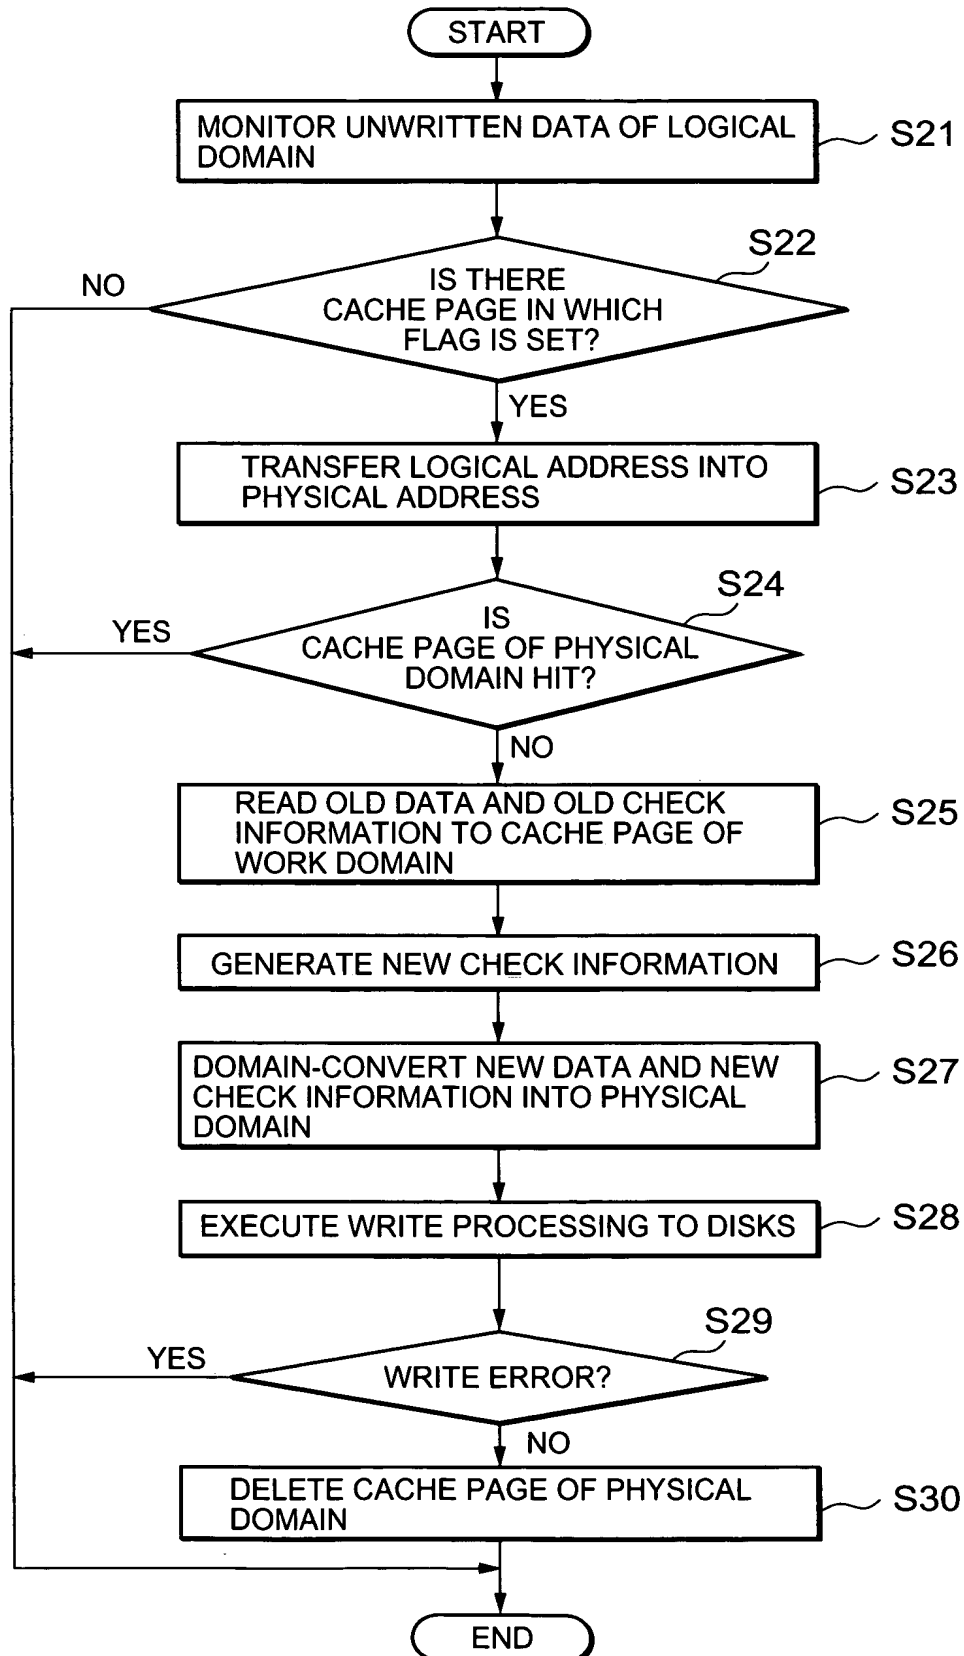 START
MONITOR UNWRITTEN DATA OF LOGICAL
DOMAIN
S21
S22
NO
IS THERE
CACHE PAGE IN WHICH
FLAG IS SET?
YES
TRANSFER LOGICAL ADDRESS INTO
PHYSICAL ADDRESS
S23
S24
YES
IS
CACHE PAGE OF PHYSICAL
DOMAIN HIT?
NO
READ OLD DATA AND OLD CHECK
INFORMATION TO CACHE PAGE OF
WORK DOMAIN
S25
GENERATE NEW CHECK INFORMATION
S26
DOMAIN-CONVERT NEW DATA AND NEW
CHECK INFORMATION INTO PHYSICAL
DOMAIN
S27
EXECUTE WRITE PROCESSING TO DISKS
S28
S29
YES
WRITE ERROR?
NO
DELETE CACHE PAGE OF PHYSICAL
DOMAIN
S30
END